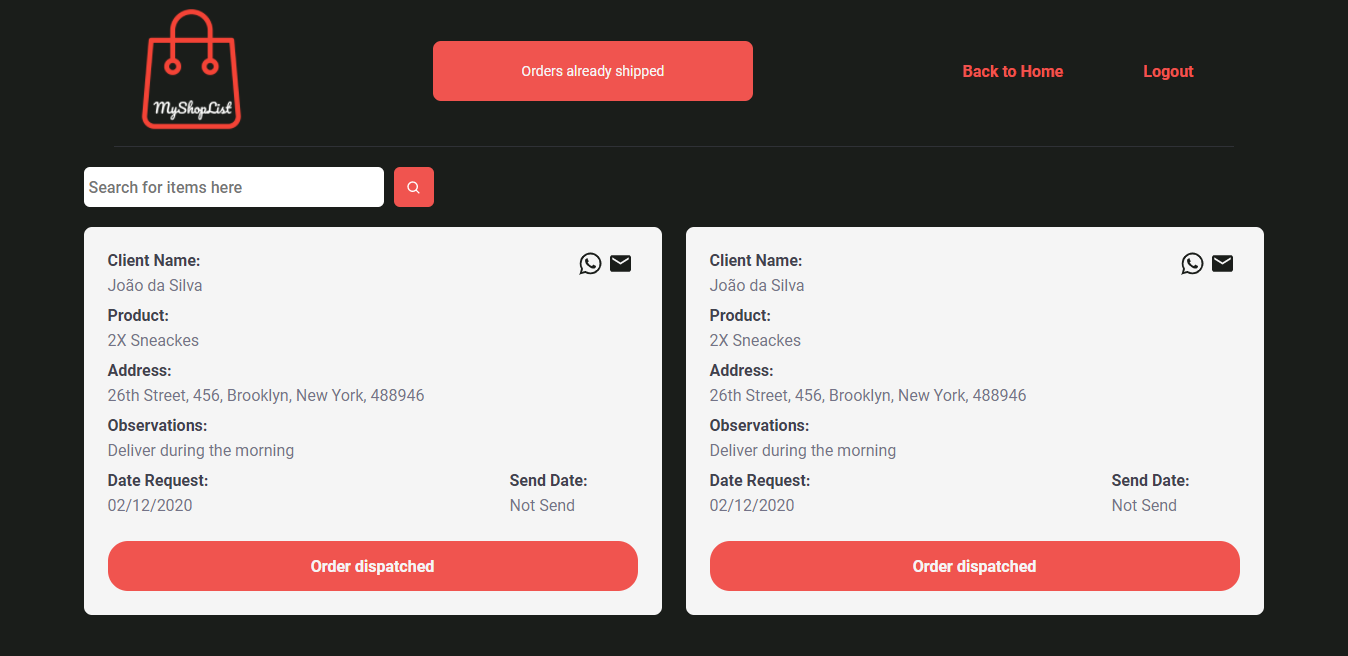 MyShopList
Orders already shipped
Back to Home
Logout
Search for items here
Client Name:
João da Silva
Product:
2X Sneackes
Address:
26th Street, 456, Brooklyn, New York, 488946
Observations:
Deliver during the morning
Date Request:
Send Date:
02/12/2020
Not Send
Order dispatched
Client Name:
João da Silva
Product:
2X Sneackes
Address:
26th Street, 456, Brooklyn, New York, 488946
Observations:
Deliver during the morning
Date Request:
Send Date:
02/12/2020
Not Send
Order dispatched